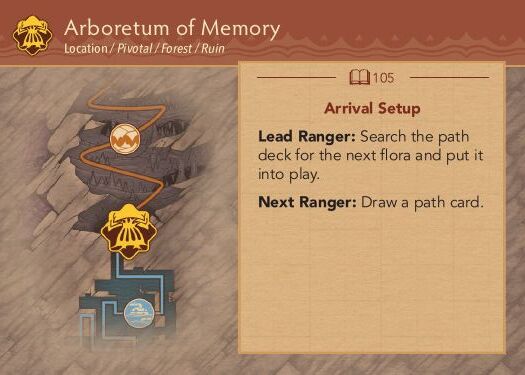 Arboretum of Memory
Location / Pivotal / Forest / Ruin
105
Arrival Setup
Lead Ranger: Search the path
deck for the next flora and put it
into play.
Next Ranger: Draw a path card.